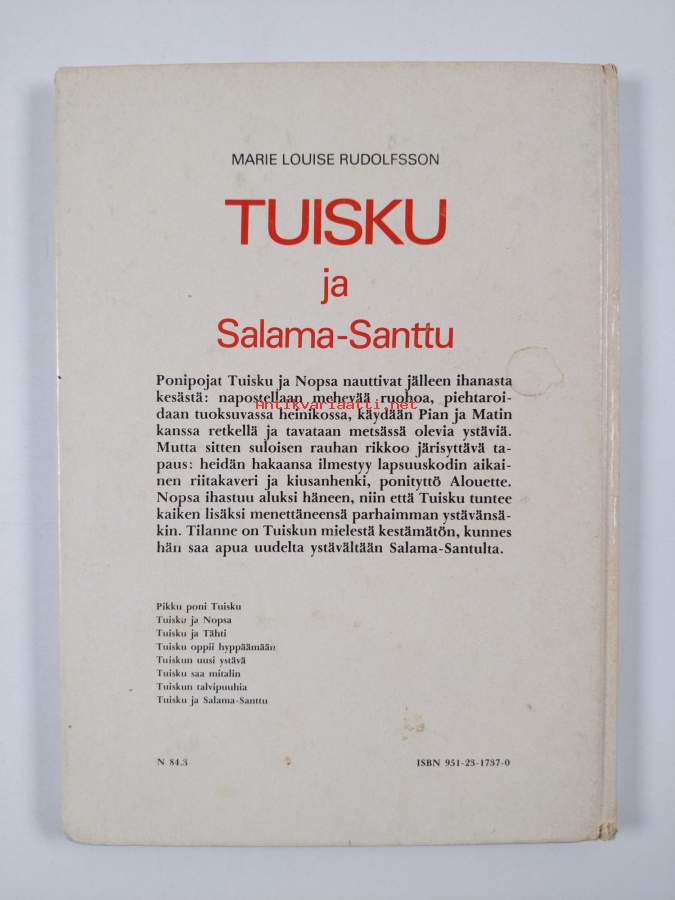 MARIE LOUISE RUDOLFSSON
TUISKU
ja
Salama-Santtu
Ponipojat Tuisku ja Nopsa nauttivat jälleen ihanasta
kesästä: napostellaan mehevää ruohoa, piehtaroi-
Antikvariaatti.net
daan tuoksuvassa heinikossa, käydään Pian ja Matin
kanssa retkellä ja tavataan metsässä olevia ystäviä.
Mutta sitten suloisen rauhan rikkoo järisyttävä ta-
paus: heidän hakaansa ilmestyy lapsuuskodin aikai-
nen riitakaveri ja kiusanhenki, ponityttö Alouette.
Nopsa ihastuu aluksi häneen, niin että Tuisku tuntee
kaiken lisäksi menettäneensä parhaimman ystävänsä-
kin. Tilanne on Tuiskun mielestä kestämätön, kunnes
hän saa apua uudelta ystävältään Salama-Santulta.
Pikku poni Tuisku
Tuisku ja Nopsa
Tuisku ja Tähti
Tuisku oppii hyppäämään
Tuiskun uusi ystävä
Tuisku saa mitalin
Tuiskun talvipuuhia
Tuisku ja Salama-Santtu
N 84.3
ISBN 951-23-1737-0